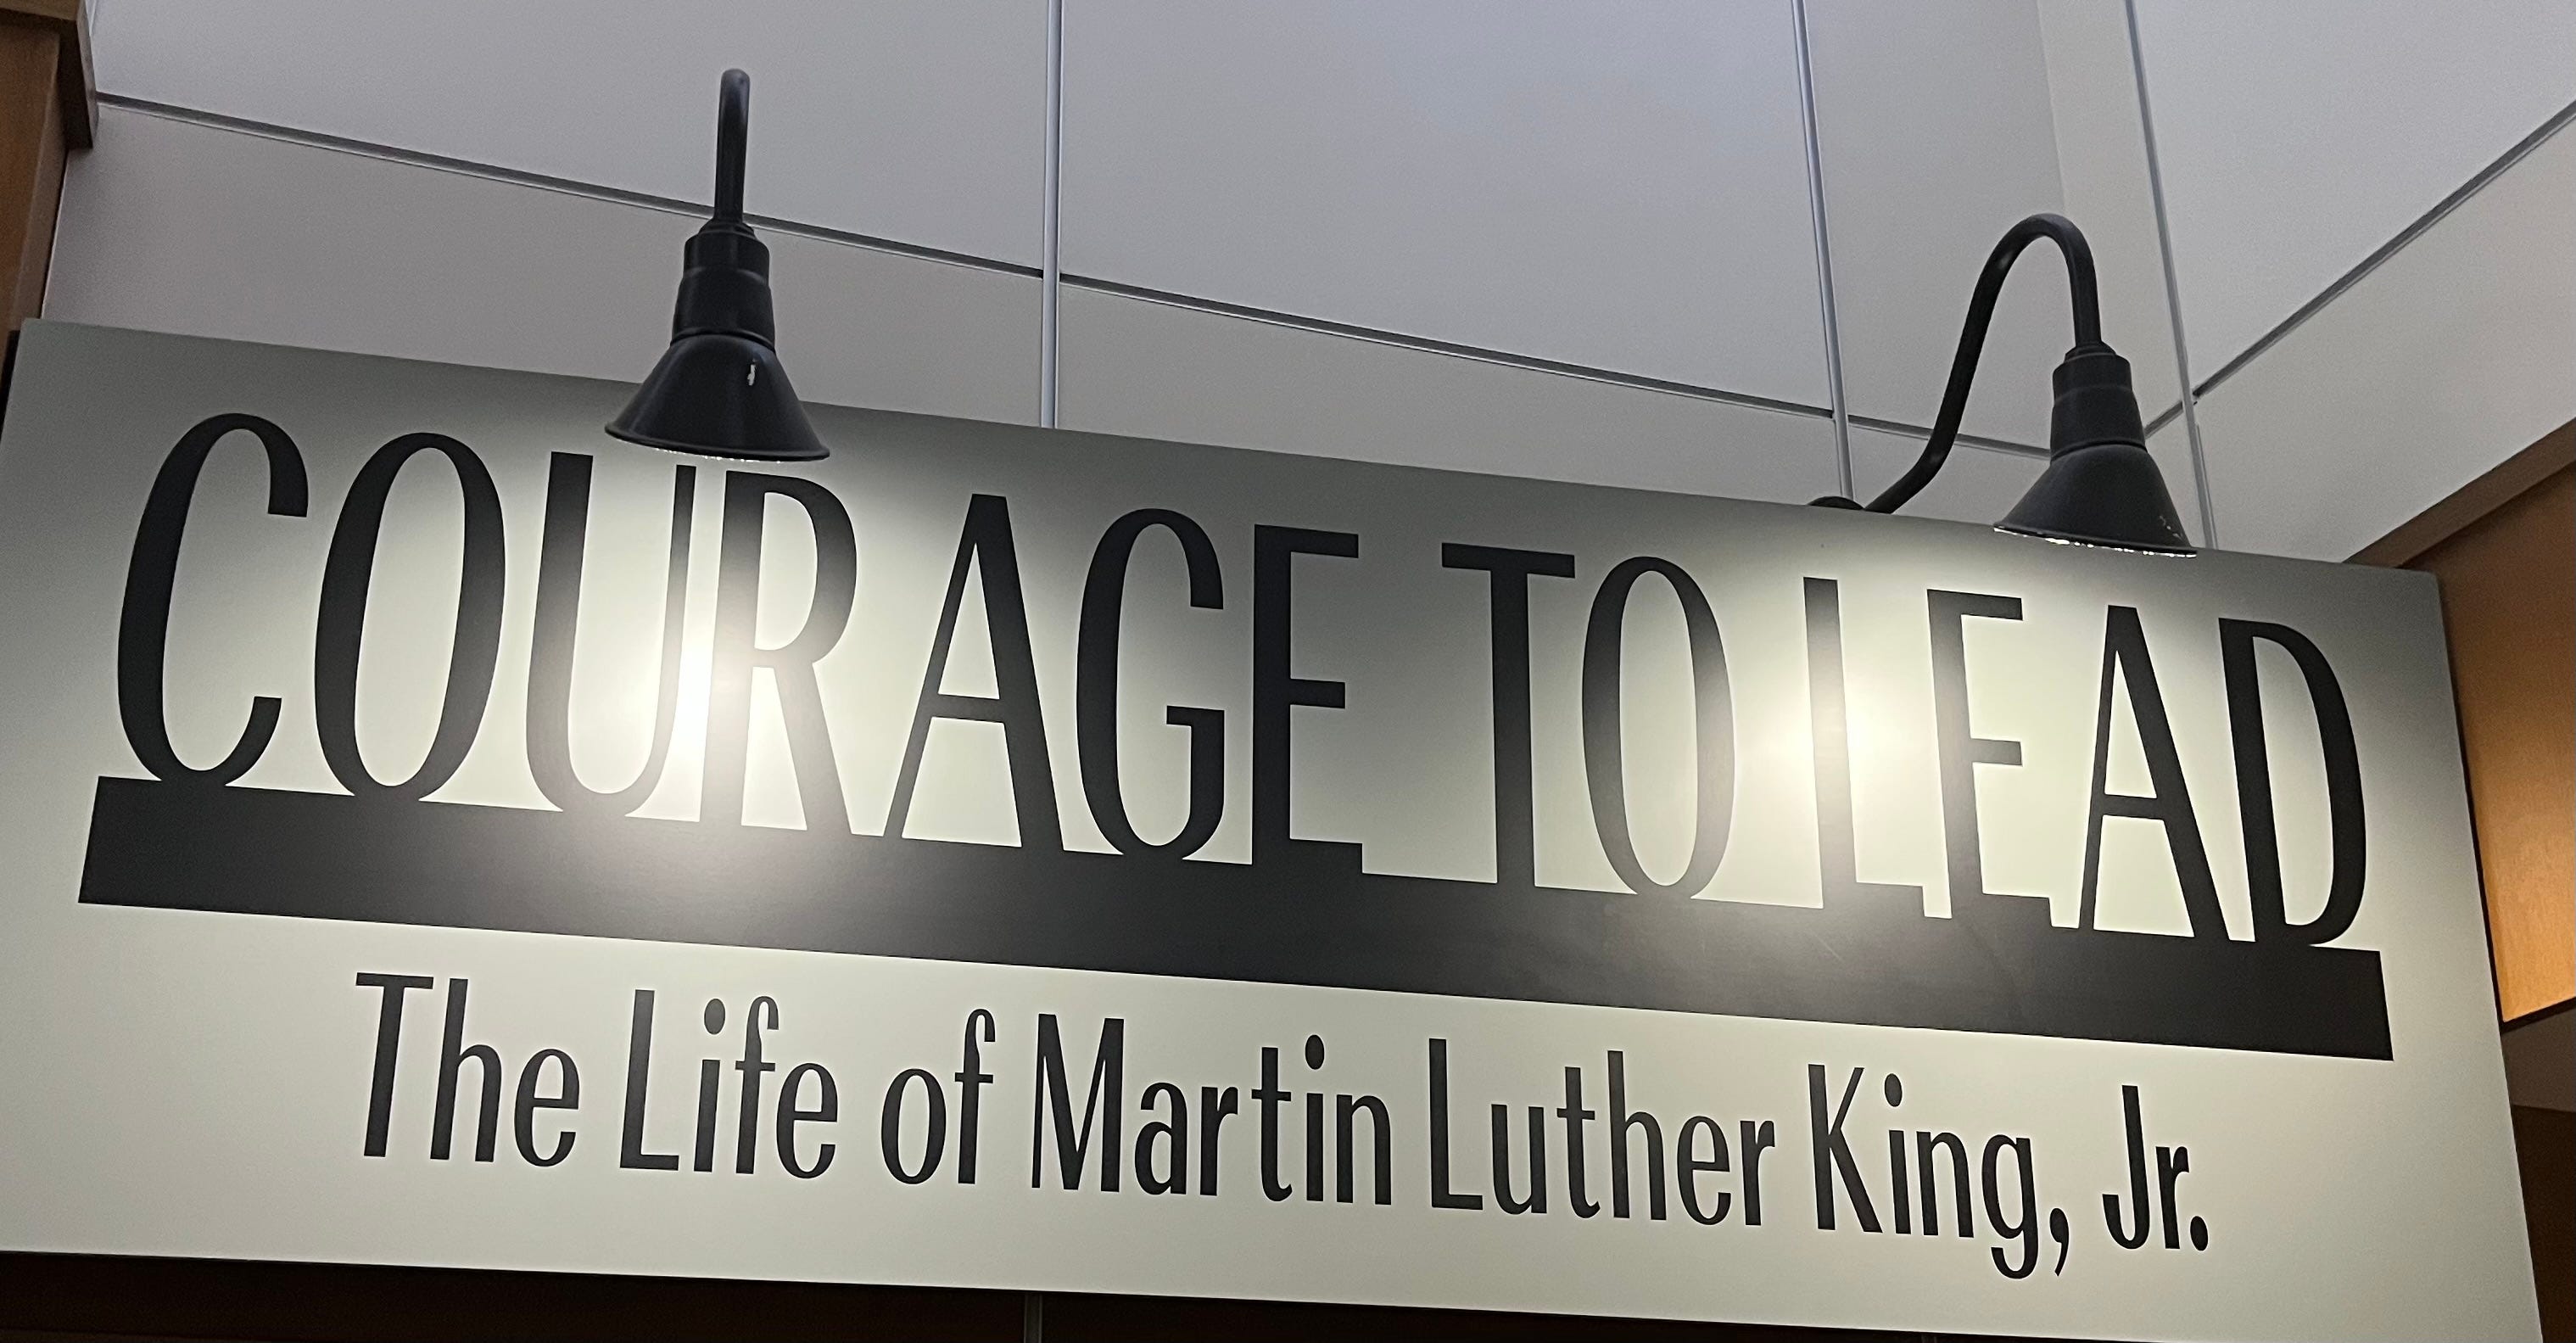 COURAGE TO LEAD
The Life of Martin Luther King, Jr.